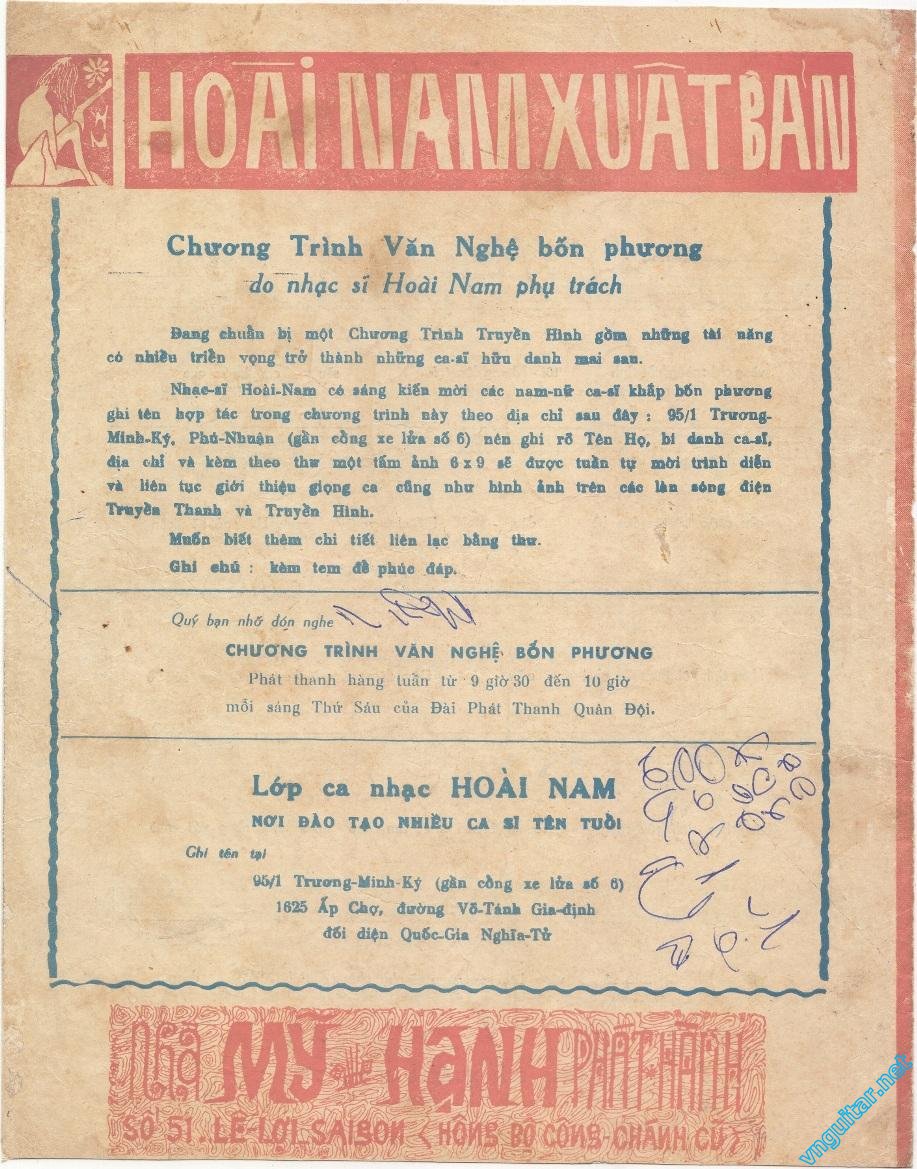 HOÀI NAM XUẤT BẢN
Chương Trình Văn Nghệ bốn phương
do nhạc sĩ Hoài Nam phụ trách
Đang chuẩn bị một Chương Trình Truyền Hình gồm những tài năng
có nhiều triển vọng trở thành những ca-sĩ hữu danh mai sau.
Nhạc-sĩ Hoài-Nam có sáng kiến mời các nam-nữ ca-sĩ khắp bốn phương
ghi tên hợp tác trong chương trình này theo địa chỉ sau đây : 95/1 Trương-
Minh-Ký, Phú-Nhuận (gần cổng xe lửa số 6) nên ghi rõ Tên Họ, bí danh ca-sĩ,
địa chỉ và kèm theo thư một tấm ảnh 6x9 sẽ được tuần tự mời trình diễn
và liên tục giới thiệu giọng ca cũng như hình ảnh trên các làn sóng điện
Truyền Thanh và Truyền Hình.
Muốn biết thêm chi tiết liên lạc bằng thư.
Ghi chú : kèm tem để phúc đáp.
Quý bạn nhớ đón nghe
CHƯƠNG TRÌNH VĂN NGHỆ BỐN PHƯƠNG
Phát thanh hàng tuần từ 9 giờ 30 đến 10 giờ
mỗi sáng Thứ Sáu của Đài Phát Thanh Quân Đội.
Lớp ca nhạc HOÀI NAM
NƠI ĐÀO TẠO NHIỀU CA SĨ TÊN TUỔI
Ghi tên tại
95/1 Trương-Minh-Ký (gần cổng xe lửa số 6)
1625 Ấp Chợ, đường Võ-Tánh Gia-định
đối diện Quốc-Gia Nghĩa-Tử
Nhà MỸ HẠNH PHÁT HÀNH
SỐ 51. LÊ-LỢI. SAIGON ( HÔNG BỘ CÔNG-CHÁNH CŨ )
vnguitar.net